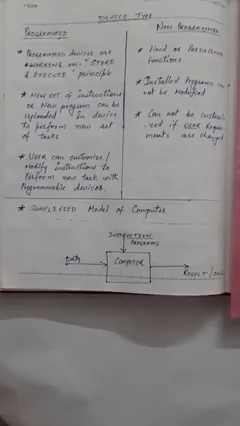 DEVICE TYPE
PROGRAMMED
* PROGRAMMED devices are
WORKING ON "STORE
& EXECUTE" principle
* NEW SET of instructions
or New program can be
uploaded in device
to perform new set
of tasks
* USER can customize/
Modify instructions to
Perform new task with
Programmable devices.
NON PROGRAMMED
* Hard or PREDEFINED
functions
* Installed Programs can
not be Modified
* Can not be custom-
-ized if USER Require-
ments are changed
* SIMPLIFIED Model of Computer
INSTRUCTION
PROGRAMS
DATA
COMPUTER
RESULT /